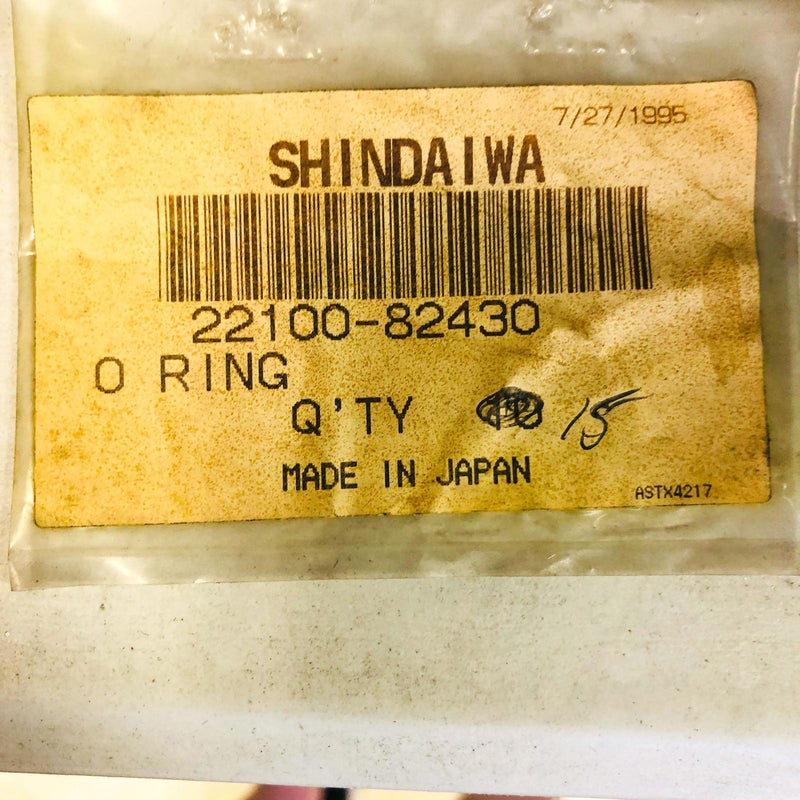 7/27/1995
SHINDAIWA
22100-82430
O RING
Q'TY 15
MADE IN JAPAN
ASTX4217